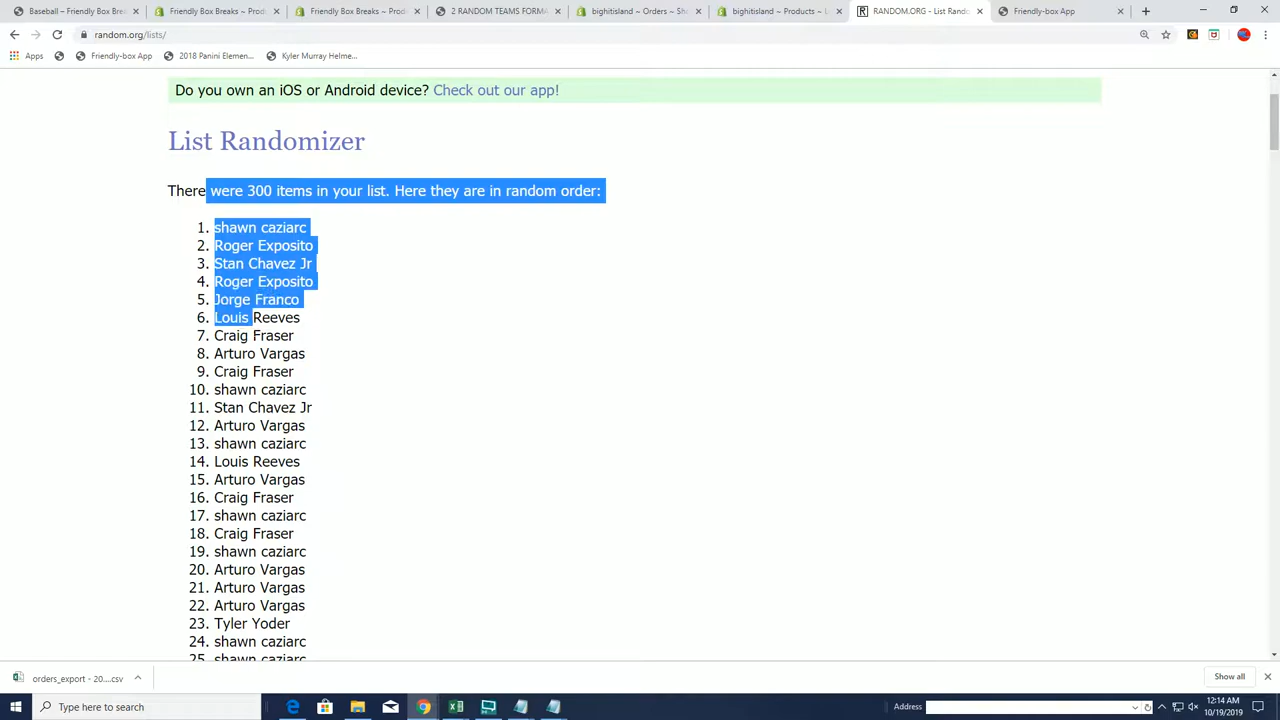 Baseball – Friendly Box Bre
Friendly Box Breaks ~ Prod
Friendly Box Breaks ~ Prod
2 RANDOM TEAMS FORMA
bighitisland ~ Orders ~ Sh
bighitisland ~ Products ~ L
RANDOM.ORG - List Rando
Friendly-box App
random.org/lists/
Apps
Friendly-box App
2018 Panini Elemen...
Kyler Murray Helme...
Do you own an iOS or Android device? Check out our app!
List Randomizer
There were 300 items in your list. Here they are in random order:
1. shawn caziarc
2. Roger Exposito
3. Stan Chavez Jr
4. Roger Exposito
5. Jorge Franco
6. Louis Reeves
7. Craig Fraser
8. Arturo Vargas
9. Craig Fraser
10. shawn caziarc
11. Stan Chavez Jr
12. Arturo Vargas
13. shawn caziarc
14. Louis Reeves
15. Arturo Vargas
16. Craig Fraser
17. shawn caziarc
18. Craig Fraser
19. shawn caziarc
20. Arturo Vargas
21. Arturo Vargas
22. Arturo Vargas
23. Tyler Yoder
24. shawn caziarc
25. shawn caziarc
orders_export - 20....csv
Show all
Type here to search
Address
12:14 AM
10/19/2019